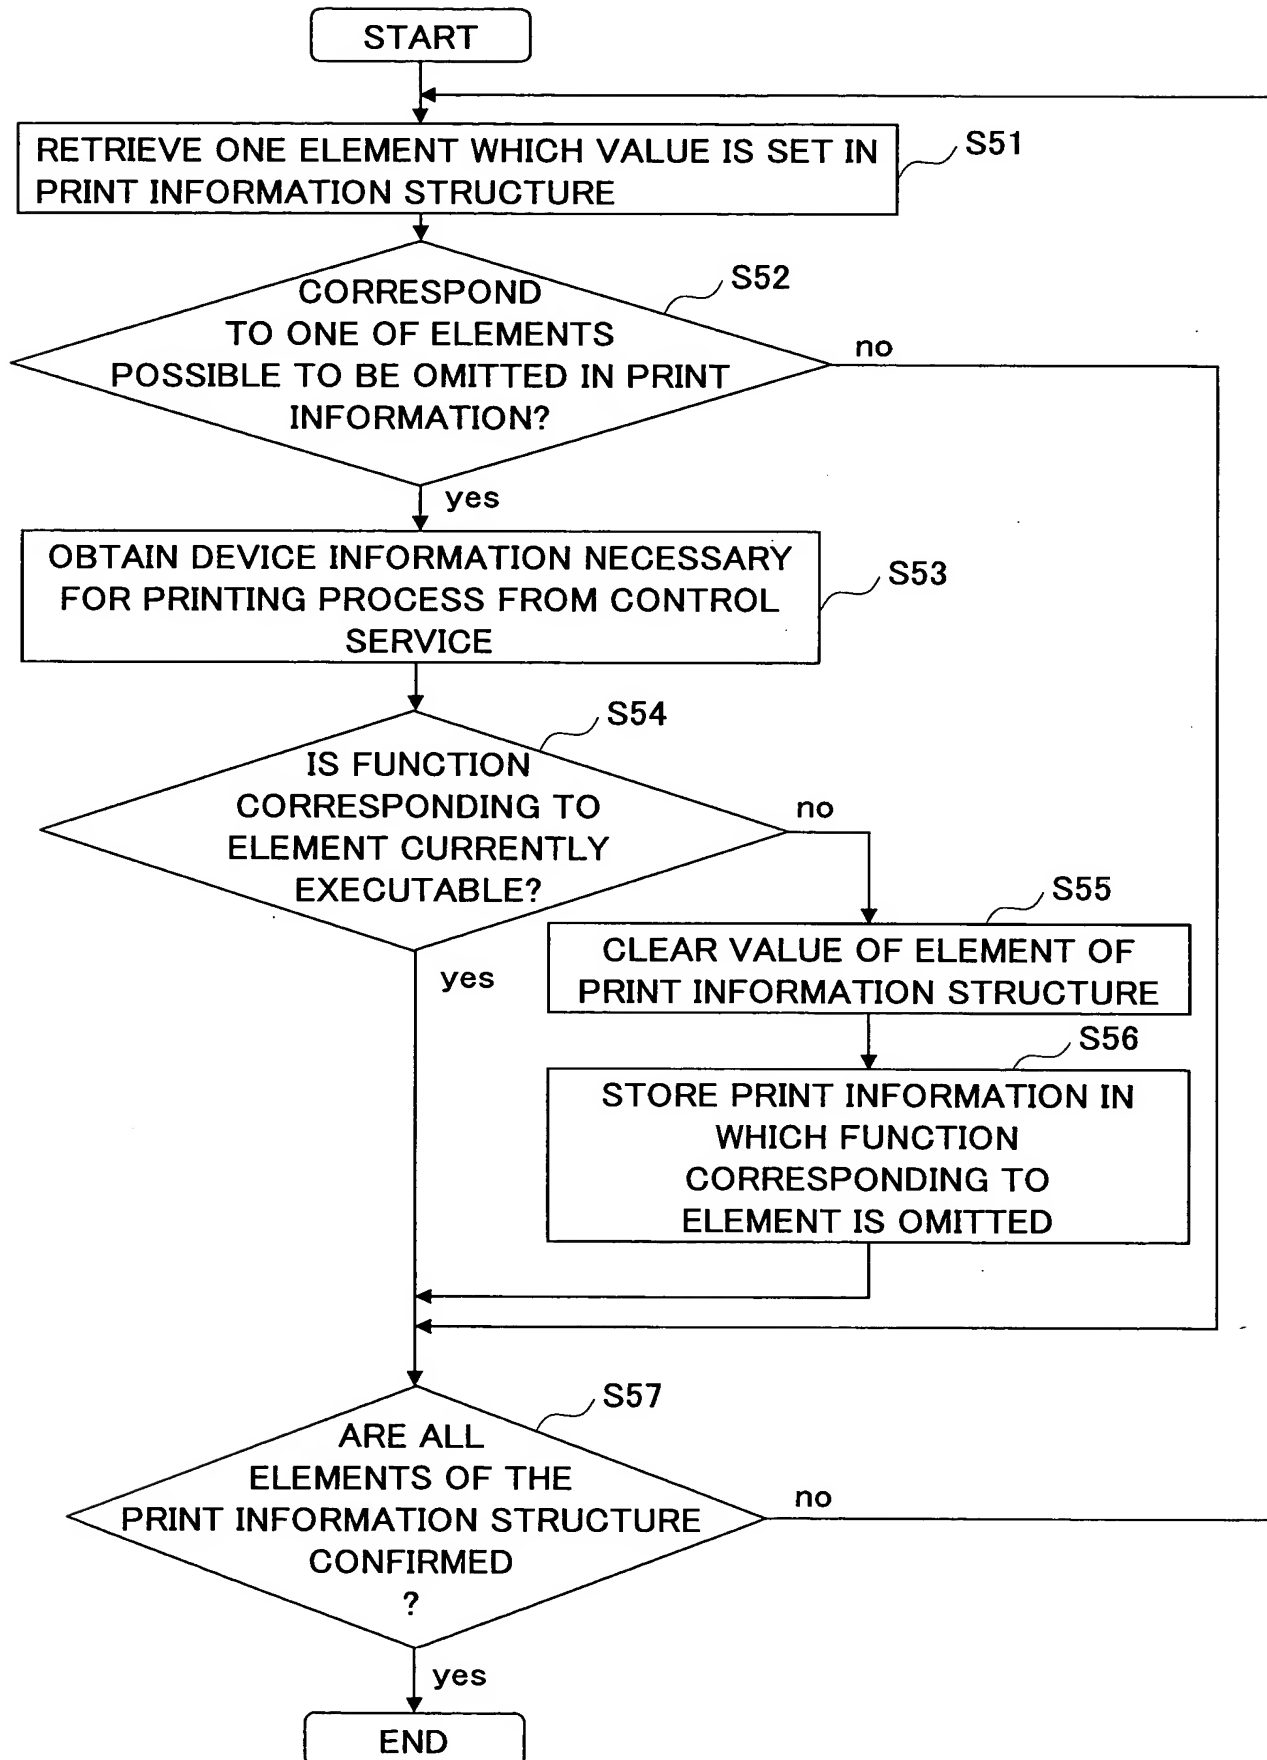 START
RETRIEVE ONE ELEMENT WHICH VALUE IS SET IN
PRINT INFORMATION STRUCTURE
S51
CORRESPOND
TO ONE OF ELEMENTS
POSSIBLE TO BE OMITTED IN PRINT
INFORMATION?
S52
no
yes
OBTAIN DEVICE INFORMATION NECESSARY
FOR PRINTING PROCESS FROM CONTROL
SERVICE
S53
IS FUNCTION
CORRESPONDING TO
ELEMENT CURRENTLY
EXECUTABLE?
S54
no
yes
S55
CLEAR VALUE OF ELEMENT OF
PRINT INFORMATION STRUCTURE
S56
STORE PRINT INFORMATION IN
WHICH FUNCTION
CORRESPONDING TO
ELEMENT IS OMITTED
S57
ARE ALL
ELEMENTS OF THE
PRINT INFORMATION STRUCTURE
CONFIRMED
?
no
yes
END